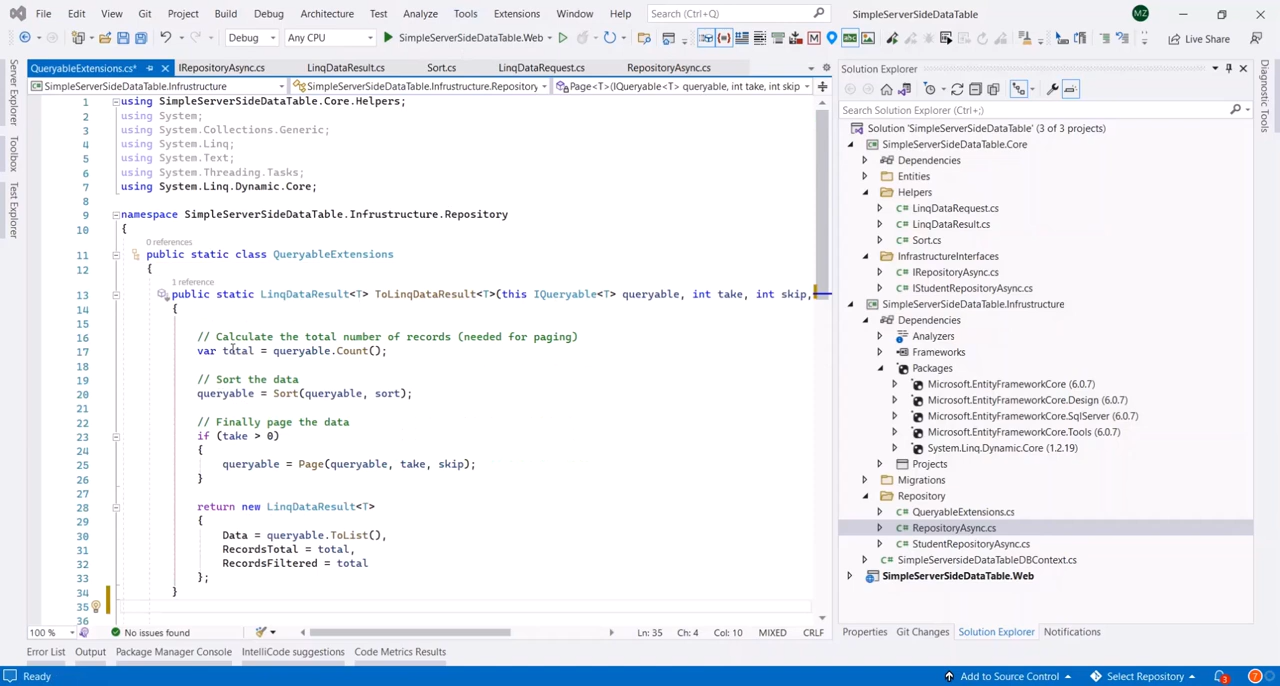 File Edit View Git Project Build Debug Architecture Test Analyze Tools Extensions Window Help Search (Ctrl+Q) SimpleServerSideDataTable MZ
Debug Any CPU SimpleServerSideDataTable.Web Live Share
QueryableExtensions.cs* IRepositoryAsync.cs LinqDataResult.cs Sort.cs LinqDataRequest.cs RepositoryAsync.cs
SimpleServerSideDataTable.Infrustructure SimpleServerSideDataTable.Infrustructure.Repository Page<T>(IQueryable<T> queryable, int take, int skip
Server Explorer
Toolbox
Test Explorer
1 using SimpleServerSideDataTable.Core.Helpers;
2 using System;
3 using System.Collections.Generic;
4 using System.Linq;
5 using System.Text;
6 using System.Threading.Tasks;
7 using System.Linq.Dynamic.Core;
8
9 namespace SimpleServerSideDataTable.Infrustructure.Repository
10 {
0 references
11 public static class QueryableExtensions
12 {
1 reference
13 public static LinqDataResult<T> ToLinqDataResult<T>(this IQueryable<T> queryable, int take, int skip,
14 {
15
16 // Calculate the total number of records (needed for paging)
17 var total = queryable.Count();
18
19 // Sort the data
20 queryable = Sort(queryable, sort);
21
22 // Finally page the data
23 if (take > 0)
24 {
25 queryable = Page(queryable, take, skip);
26 }
27
28 return new LinqDataResult<T>
29 {
30 Data = queryable.ToList(),
31 RecordsTotal = total,
32 RecordsFiltered = total
33 };
34 }
35
36
100 % No issues found Ln: 35 Ch: 4 Col: 10 MIXED CRLF
Solution Explorer
Search Solution Explorer (Ctrl+;)
Solution 'SimpleServerSideDataTable' (3 of 3 projects)
SimpleServerSideDataTable.Core
Dependencies
Entities
Helpers
LinqDataRequest.cs
LinqDataResult.cs
Sort.cs
InfrastructureInterfaces
IRepositoryAsync.cs
IStudentRepositoryAsync.cs
SimpleServerSideDataTable.Infrustructure
Dependencies
Analyzers
Frameworks
Packages
Microsoft.EntityFrameworkCore (6.0.7)
Microsoft.EntityFrameworkCore.Design (6.0.7)
Microsoft.EntityFrameworkCore.SqlServer (6.0.7)
Microsoft.EntityFrameworkCore.Tools (6.0.7)
System.Linq.Dynamic.Core (1.2.19)
Projects
Migrations
Repository
QueryableExtensions.cs
RepositoryAsync.cs
StudentRepositoryAsync.cs
SimpleServersideDataTableDBContext.cs
SimpleServerSideDataTable.Web
Properties Git Changes Solution Explorer Notifications
Diagnostic Tools
Error List Output Package Manager Console IntelliCode suggestions Code Metrics Results
Ready Add to Source Control Select Repository 3 7